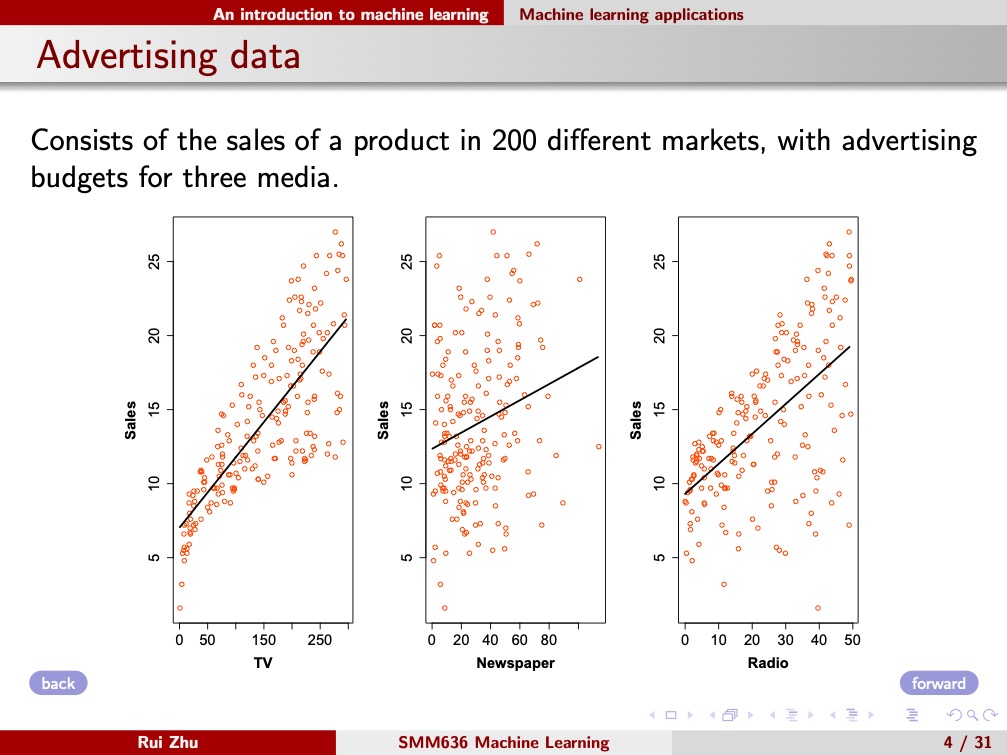 An introduction to machine learning Machine learning applications
Advertising data
Consists of the sales of a product in 200 different markets, with advertising
budgets for three media.
25
20
15
10
5
Sales
0 50 150 250
TV
25
20
15
10
5
Sales
0 20 40 60 80
Newspaper
25
20
15
10
5
Sales
0 10 20 30 40 50
Radio
back forward
Rui Zhu SMM636 Machine Learning 4 / 31